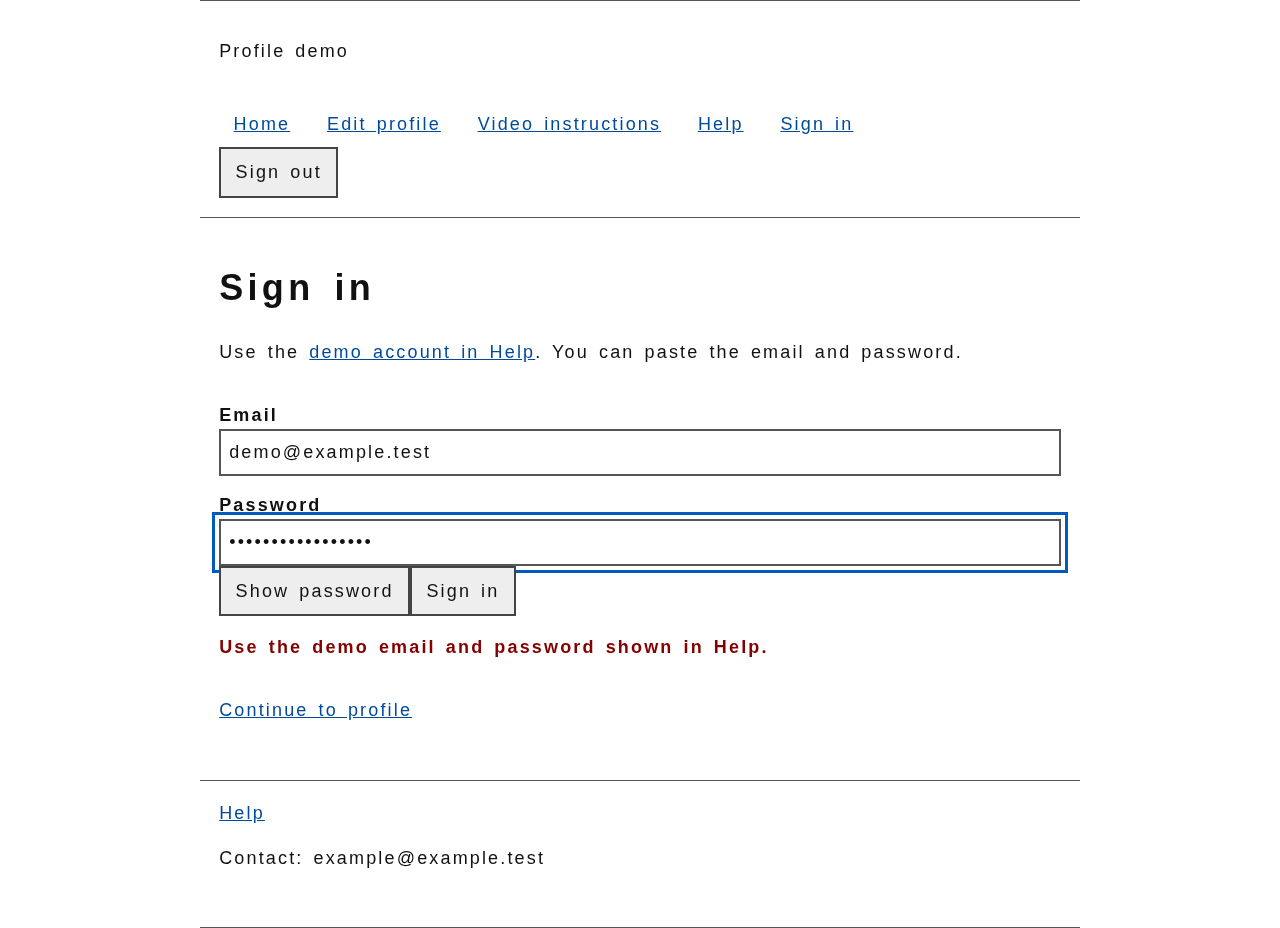 Profile demo
Home Edit profile Video instructions Help Sign in
Sign out
Sign in
Use the demo account in Help. You can paste the email and password.
Email
demo@example.test
Password
•••••••••••••••••
Show password Sign in
Use the demo email and password shown in Help.
Continue to profile
Help
Contact: example@example.test